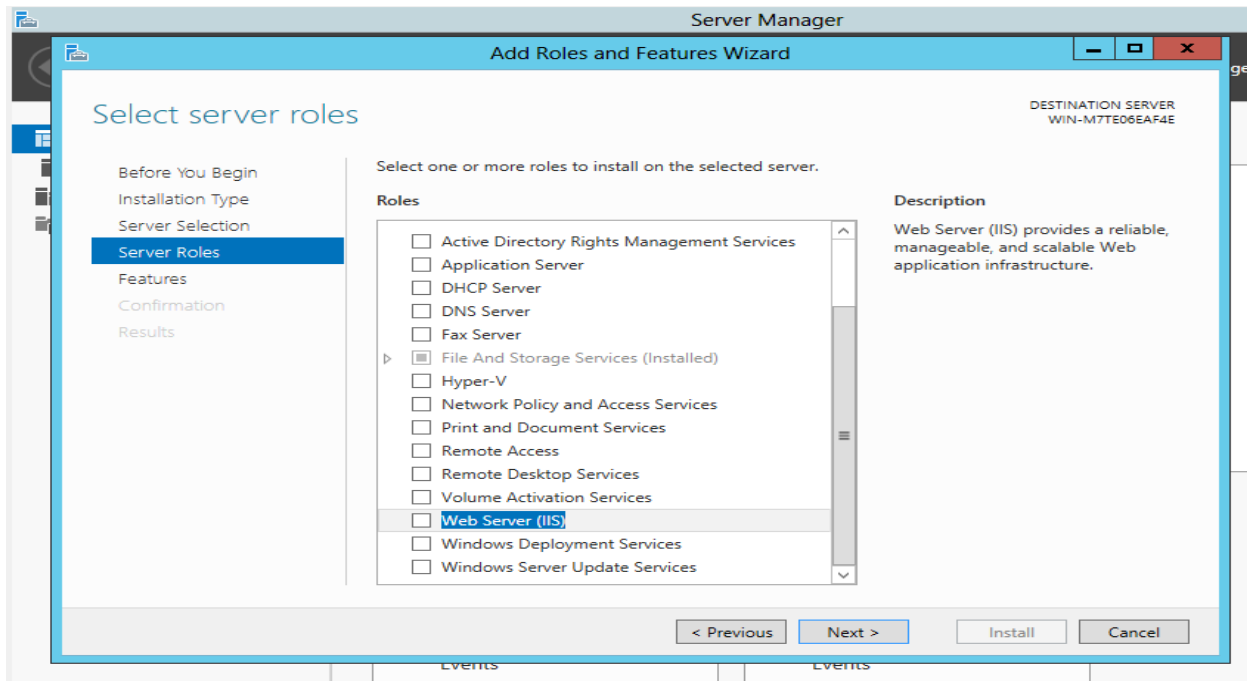 Server Manager
Add Roles and Features Wizard
ge
Select server roles
DESTINATION SERVER
WIN-M7TE06EAF4E
Before You Begin
Installation Type
Server Selection
Server Roles
Features
Confirmation
Results
Select one or more roles to install on the selected server.
Roles
Active Directory Rights Management Services
Application Server
DHCP Server
DNS Server
Fax Server
File And Storage Services (Installed)
Hyper-V
Network Policy and Access Services
Print and Document Services
Remote Access
Remote Desktop Services
Volume Activation Services
Web Server (IIS)
Windows Deployment Services
Windows Server Update Services
Description
Web Server (IIS) provides a reliable,
manageable, and scalable Web
application infrastructure.
< Previous
Next >
Install
Cancel
Events
Events